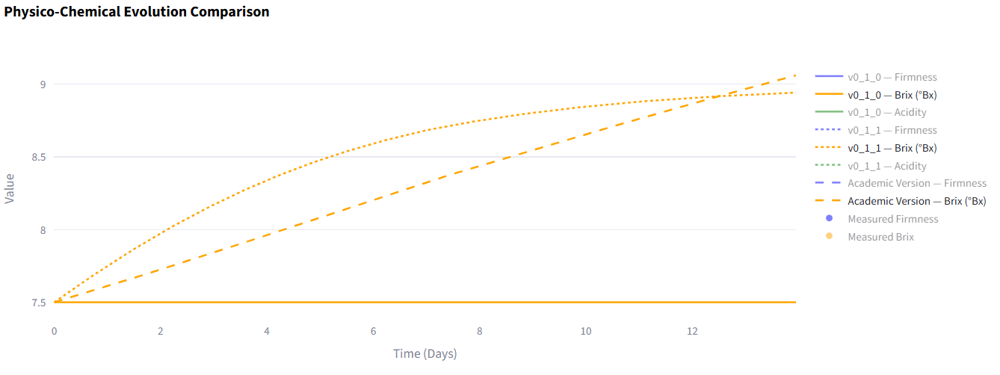 Physico-Chemical Evolution Comparison
9
8.5
8
7.5
Value
0 2 4 6 8 10 12
Time (Days)
v0_1_0 — Firmness
v0_1_0 — Brix (°Bx)
v0_1_0 — Acidity
v0_1_1 — Firmness
v0_1_1 — Brix (°Bx)
v0_1_1 — Acidity
Academic Version — Firmness
Academic Version — Brix (°Bx)
Measured Firmness
Measured Brix